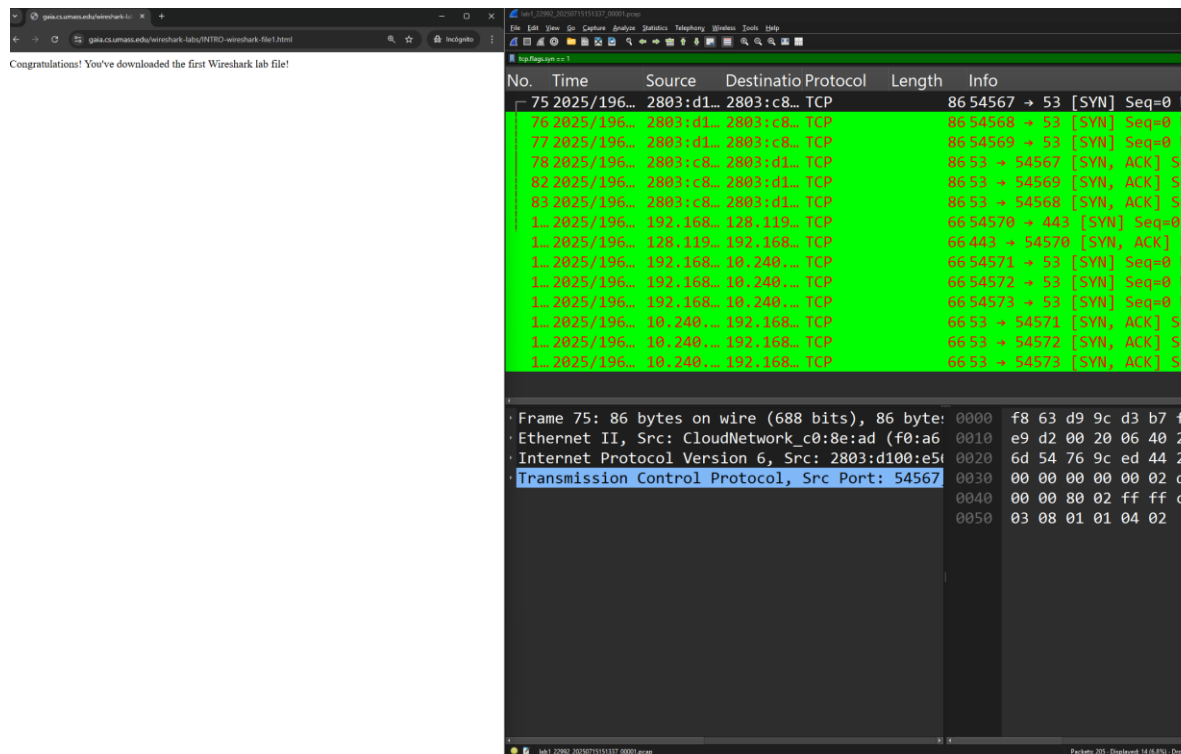 gaia.cs.umass.edu/wireshark-lab
gaia.cs.umass.edu/wireshark-labs/INTRO-wireshark-file1.html
Incógnito
Congratulations! You've downloaded the first Wireshark lab file!
lab1_22992_20250715151337_00001.pcap
File Edit View Go Capture Analyze Statistics Telephony Wireless Tools Help
tcp.flags.syn == 1
No. Time Source Destinatio Protocol Length Info
75 2025/196… 2803:d1… 2803:c8… TCP 86 54567 → 53 [SYN] Seq=0
76 2025/196… 2803:d1… 2803:c8… TCP 86 54568 → 53 [SYN] Seq=0
77 2025/196… 2803:d1… 2803:c8… TCP 86 54569 → 53 [SYN] Seq=0
78 2025/196… 2803:c8… 2803:d1… TCP 86 53 → 54567 [SYN, ACK] S
82 2025/196… 2803:c8… 2803:d1… TCP 86 53 → 54569 [SYN, ACK] S
83 2025/196… 2803:c8… 2803:d1… TCP 86 53 → 54568 [SYN, ACK] S
1… 2025/196… 192.168… 128.119… TCP 66 54570 → 443 [SYN] Seq=0
1… 2025/196… 128.119… 192.168… TCP 66 443 → 54570 [SYN, ACK]
1… 2025/196… 192.168… 10.240.… TCP 66 54571 → 53 [SYN] Seq=0
1… 2025/196… 192.168… 10.240.… TCP 66 54572 → 53 [SYN] Seq=0
1… 2025/196… 192.168… 10.240.… TCP 66 54573 → 53 [SYN] Seq=0
1… 2025/196… 10.240.… 192.168… TCP 66 53 → 54571 [SYN, ACK] S
1… 2025/196… 10.240.… 192.168… TCP 66 53 → 54572 [SYN, ACK] S
1… 2025/196… 10.240.… 192.168… TCP 66 53 → 54573 [SYN, ACK] S
Frame 75: 86 bytes on wire (688 bits), 86 byte
Ethernet II, Src: CloudNetwork_c0:8e:ad (f0:a6
Internet Protocol Version 6, Src: 2803:d100:e5
Transmission Control Protocol, Src Port: 54567
0000 f8 63 d9 9c d3 b7 f
0010 e9 d2 00 20 06 40 2
0020 6d 54 76 9c ed 44 2
0030 00 00 00 00 00 02
0040 00 00 80 02 ff ff
0050 03 08 01 01 04 02
lab1_22992_20250715151337_00001.pcap
Packets: 205 · Displayed: 14 (6.8%)